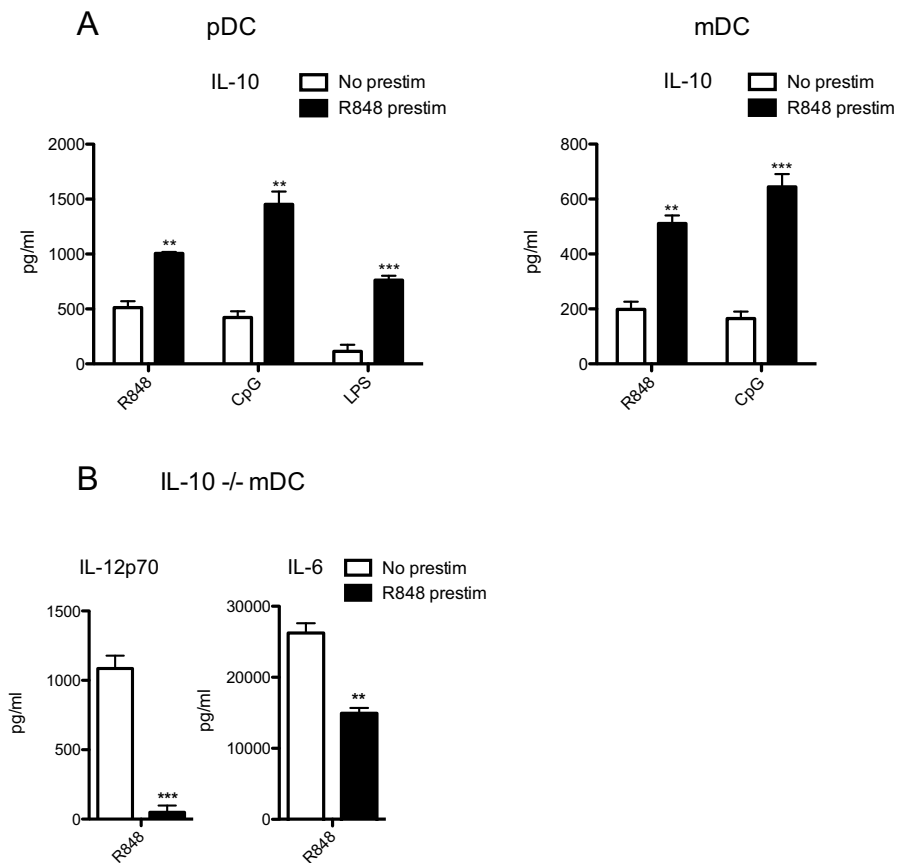 A
pDC
mDC
IL-10
No prestim
R848 prestim
IL-10
No prestim
R848 prestim
2000
1500
1000
500
0
pg/ml
**
**
***
R848
CpG
LPS
800
600
400
200
0
pg/ml
**
***
R848
CpG
B
IL-10 -/- mDC
IL-12p70
IL-6
No prestim
R848 prestim
1500
1000
500
0
pg/ml
***
R848
30000
20000
10000
0
pg/ml
**
R848